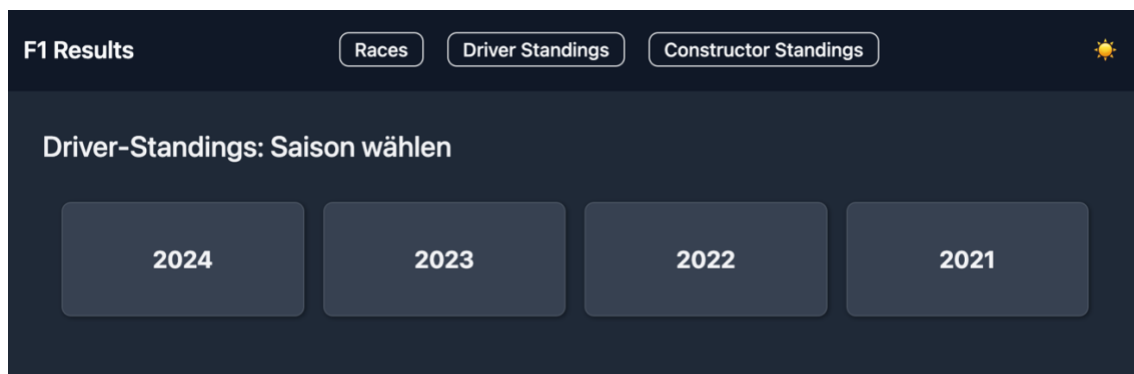 F1 Results Races Driver Standings Constructor Standings
Driver-Standings: Saison wählen
2024 2023 2022 2021